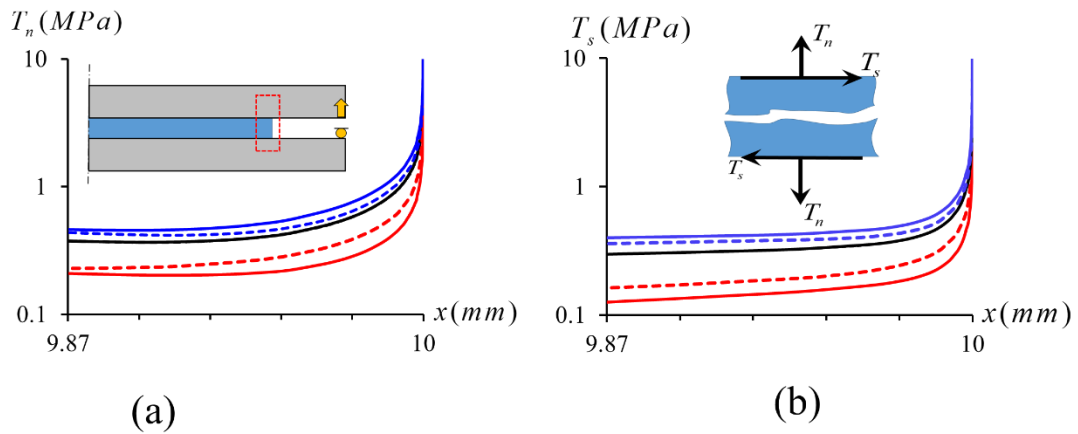 T_n (MPa)
10
1
0.1
9.87
10
x (mm)
(a)
T_s (MPa)
10
1
0.1
9.87
10
x (mm)
T_n
T_s
T_s
T_n
(b)